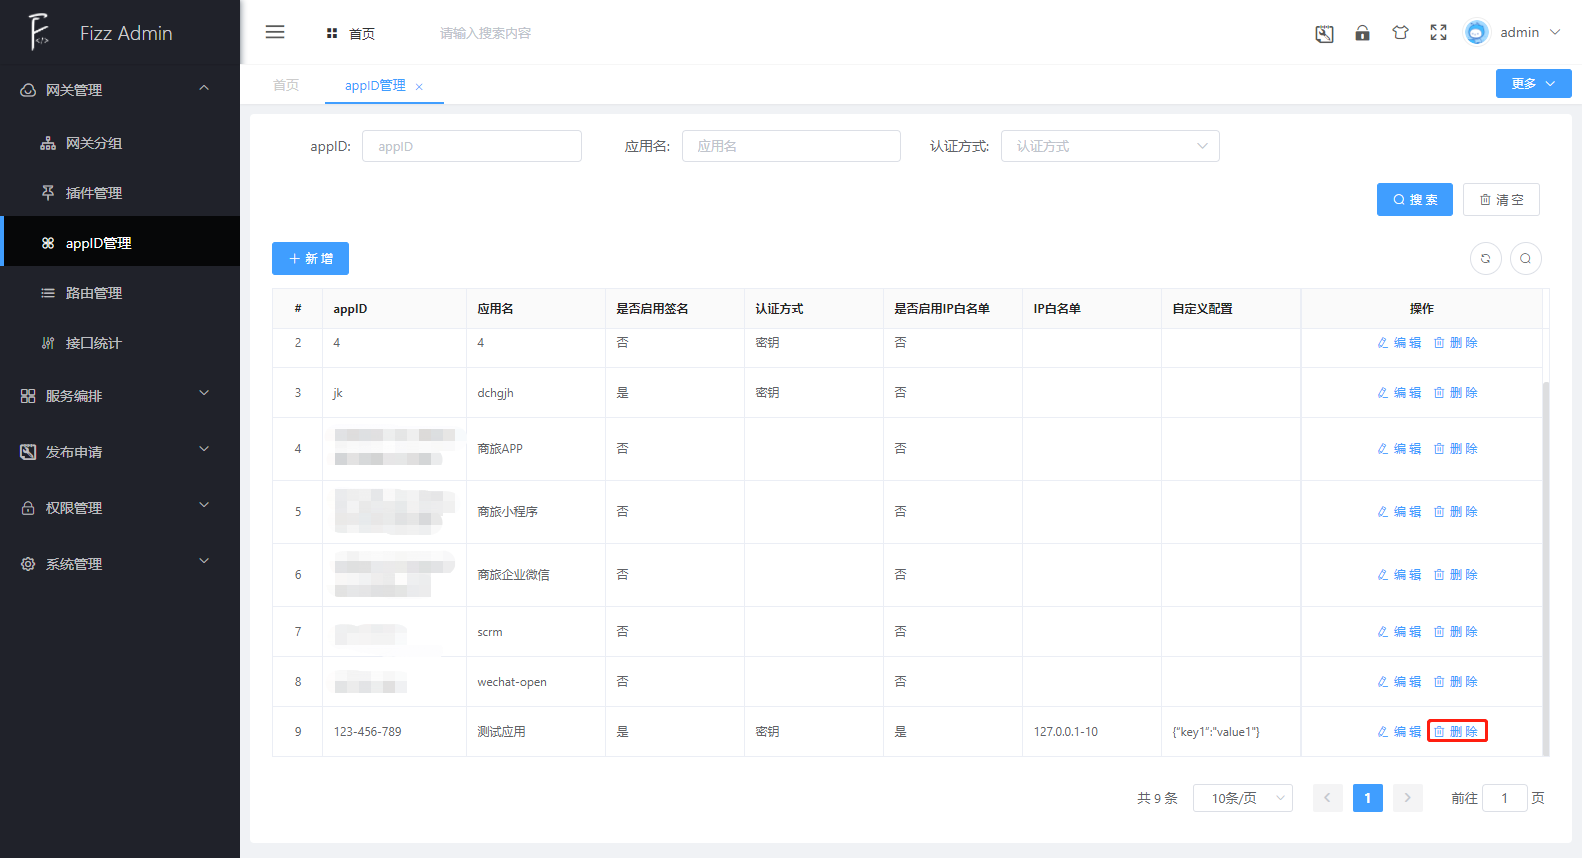 Fizz Admin
首页
请输入搜索内容
admin
网关管理
网关分组
插件管理
appID管理
路由管理
接口统计
服务编排
发布申请
权限管理
系统管理
首页
appID管理 ×
更多
appID:
appID
应用名:
应用名
认证方式:
认证方式
搜 索
清 空
新 增
# appID 应用名 是否启用签名 认证方式 是否启用IP白名单 IP白名单 自定义配置 操作
2 4 4 否 密钥 否 编 辑 删 除
3 jk dchgjh 是 密钥 否 编 辑 删 除
4 商旅APP 否 否 编 辑 删 除
5 商旅小程序 否 否 编 辑 删 除
6 商旅企业微信 否 否 编 辑 删 除
7 scrm 否 否 编 辑 删 除
8 wechat-open 否 否 编 辑 删 除
9 123-456-789 测试应用 是 密钥 是 127.0.0.1-10 {"key1":"value1"} 编 辑 删 除
共 9 条 10条/页 1 前往 1 页